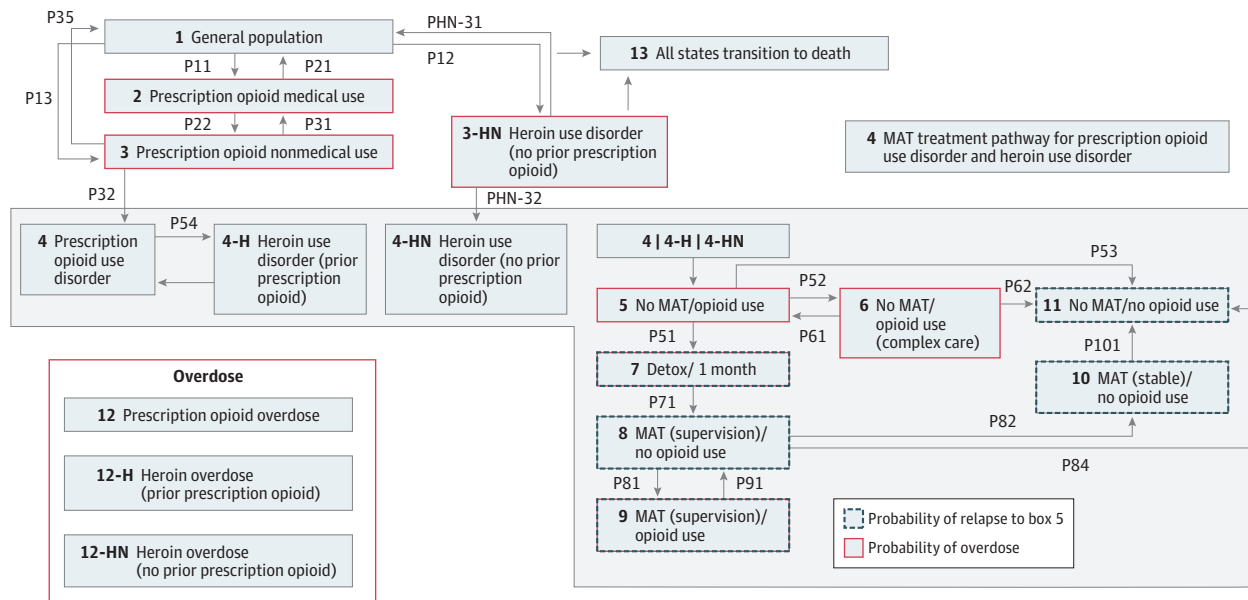 P35
1 General population
PHN-31
P12
13 All states transition to death
P11
P21
P13
2 Prescription opioid medical use
P22
P31
3 Prescription opioid nonmedical use
3-HN Heroin use disorder
(no prior prescription
opioid)
4 MAT treatment pathway for prescription opioid
use disorder and heroin use disorder
P32
PHN-32
4 Prescription
opioid use
disorder
P54
4-H Heroin use
disorder (prior
prescription
opioid)
4-HN Heroin use
disorder (no prior
prescription
opioid)
4 | 4-H | 4-HN
P53
P52
P62
5 No MAT/opioid use
6 No MAT/
opioid use
(complex care)
11 No MAT/no opioid use
P51
P61
P101
7 Detox/ 1 month
10 MAT (stable)/
no opioid use
P71
8 MAT (supervision)/
no opioid use
P82
P84
P81
P91
9 MAT (supervision)/
opioid use
Probability of relapse to box 5
Probability of overdose
Overdose
12 Prescription opioid overdose
12-H Heroin overdose
(prior prescription opioid)
12-HN Heroin overdose
(no prior prescription opioid)